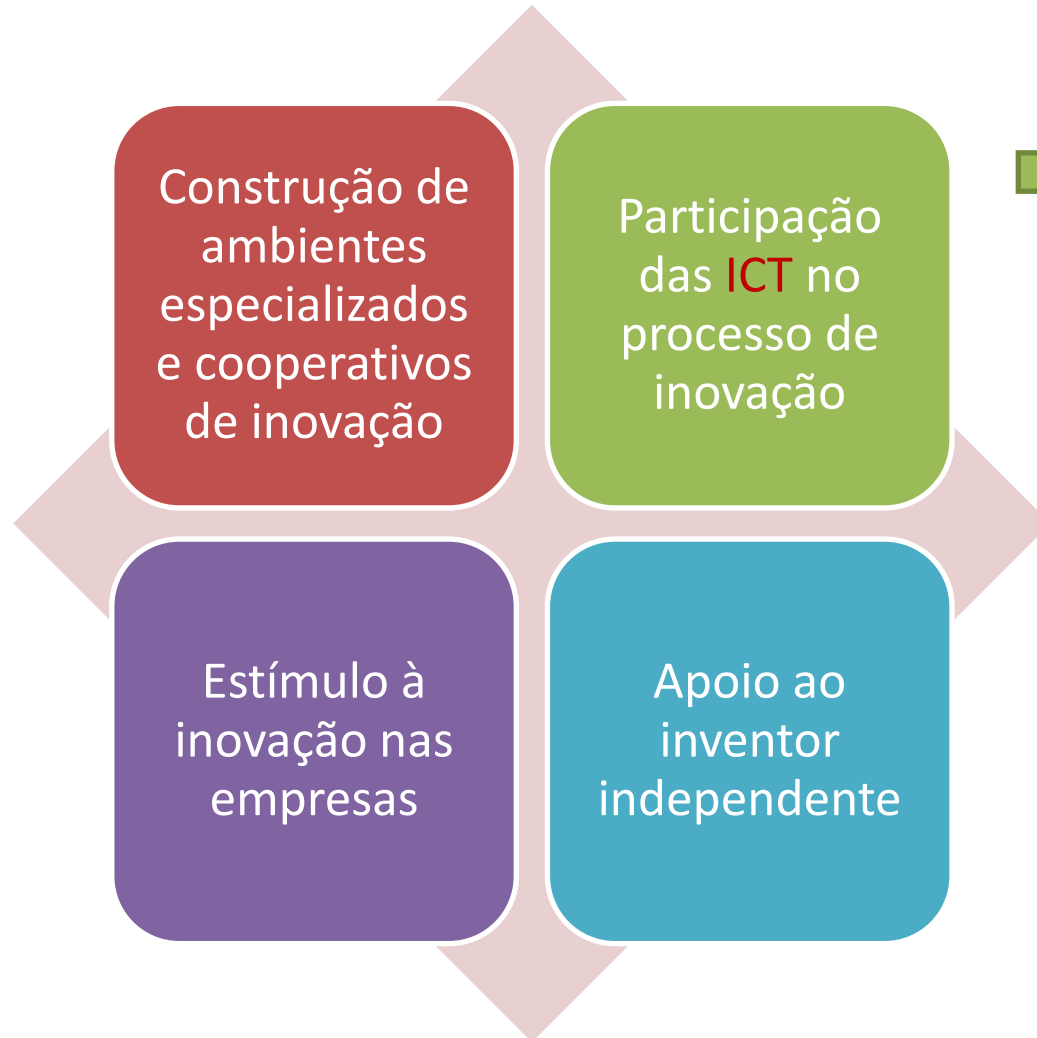 Construção de
ambientes
especializados
e cooperativos
de inovação
Participação
das ICT no
processo de
inovação
Estímulo à
inovação nas
empresas
Apoio ao
inventor
independente